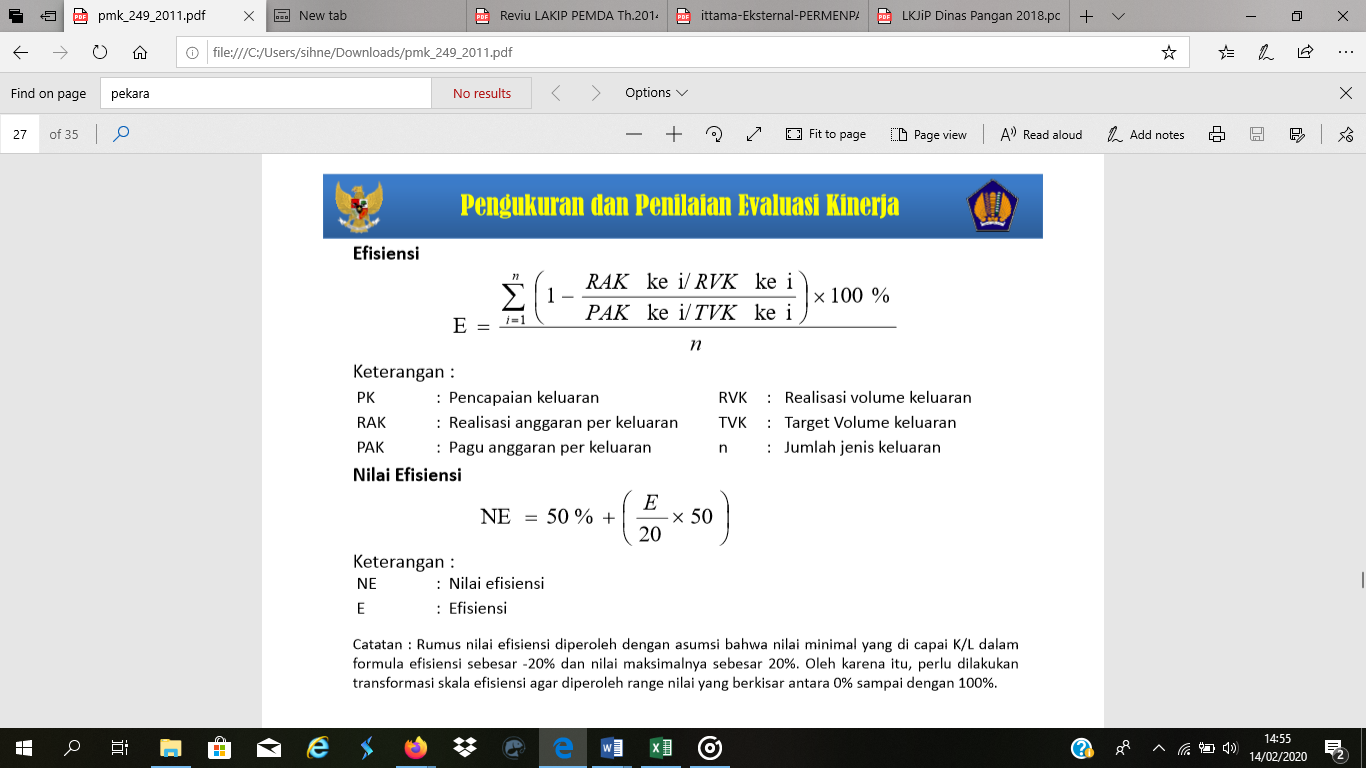 pmk_249_2011.pdf
New tab
Reviu LAKIP PEMDA Th.201
ittama-Eksternal-PERMENPA
LKJiP Dinas Pangan 2018.pc
file:///C:/Users/sihne/Downloads/pmk_249_2011.pdf
Find on page pekara No results Options
27 of 35 Fit to page Page view Read aloud Add notes
Pengukuran dan Penilaian Evaluasi Kinerja
Efisiensi
E = ∑ n i=1 (1 − (RAK ke i/ RVK ke i) / (PAK ke i/ TVK ke i)) × 100 % / n
Keterangan :
PK : Pencapaian keluaran RVK : Realisasi volume keluaran
RAK : Realisasi anggaran per keluaran TVK : Target Volume keluaran
PAK : Pagu anggaran per keluaran n : Jumlah jenis keluaran
Nilai Efisiensi
NE = 50 % + (E/20 × 50)
Keterangan :
NE : Nilai efisiensi
E : Efisiensi
Catatan : Rumus nilai efisiensi diperoleh dengan asumsi bahwa nilai minimal yang di capai K/L dalam
formula efisiensi sebesar -20% dan nilai maksimalnya sebesar 20%. Oleh karena itu, perlu dilakukan
transformasi skala efisiensi agar diperoleh range nilai yang berkisar antara 0% sampai dengan 100%.
14:55
14/02/2020
2